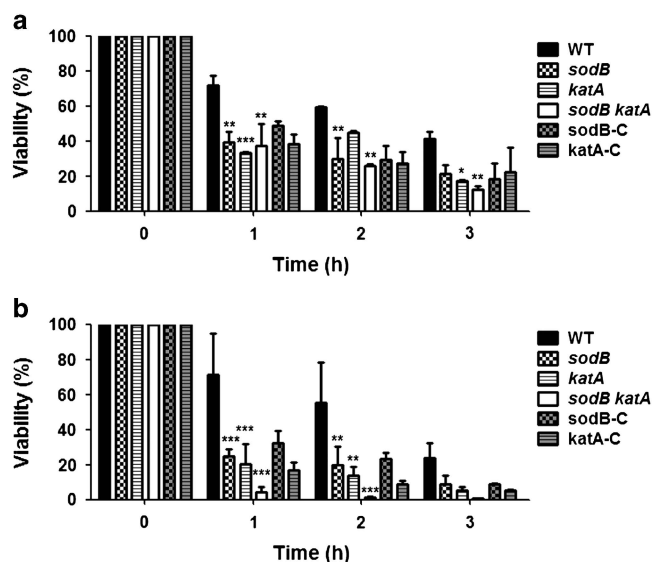 a
100
80
60
40
20
0
Viability (%)
** *** **
** **
* **
0 1 2 3
Time (h)
WT
sodB
katA
sodB katA
sodB-C
katA-C
b
100
80
60
40
20
0
Viability (%)
*** *** ***
** ** ***
0 1 2 3
Time (h)
WT
sodB
katA
sodB katA
sodB-C
katA-C